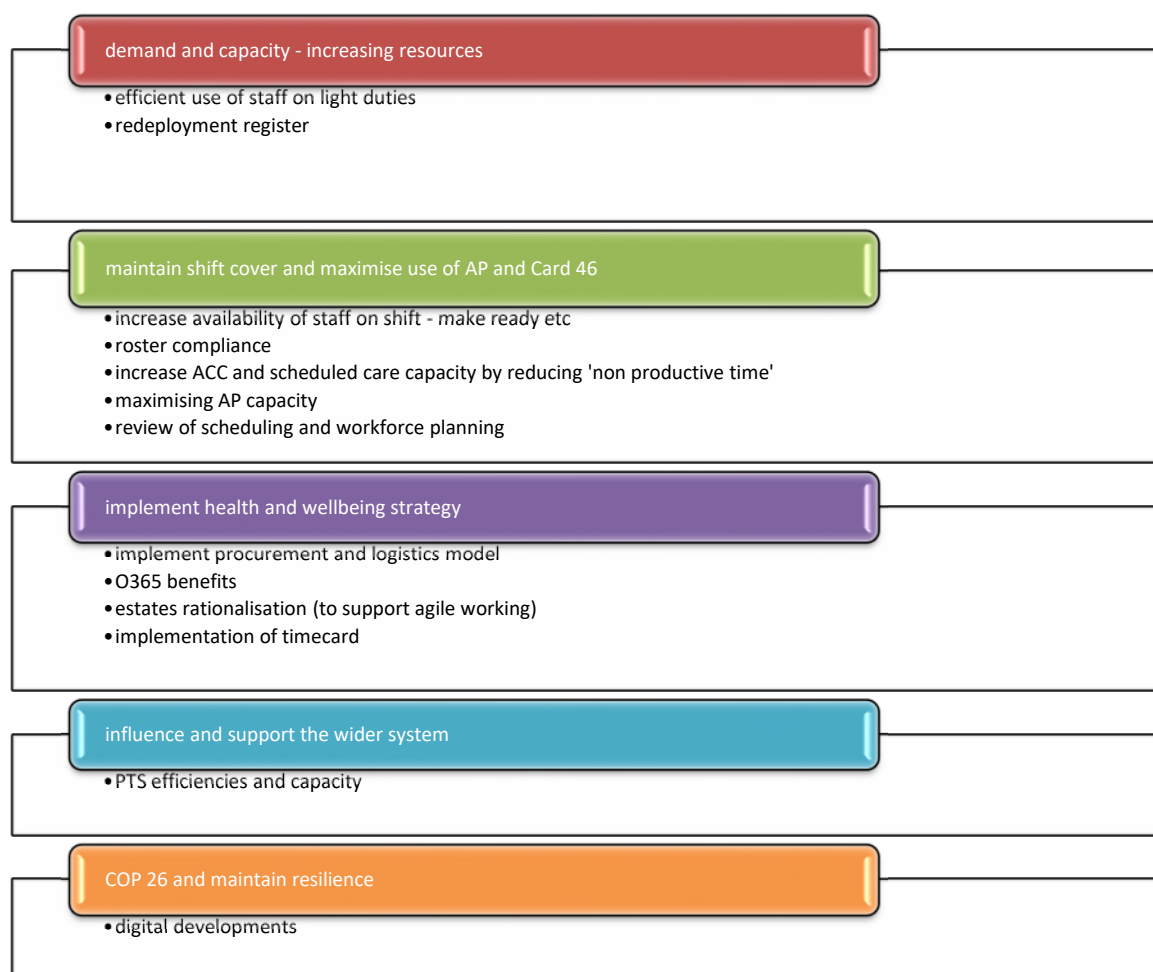 demand and capacity - increasing resources
•efficient use of staff on light duties
•redeployment register
maintain shift cover and maximise use of AP and Card 46
•increase availability of staff on shift - make ready etc
•roster compliance
•increase ACC and scheduled care capacity by reducing 'non productive time'
•maximising AP capacity
•review of scheduling and workforce planning
implement health and wellbeing strategy
•implement procurement and logistics model
•O365 benefits
•estates rationalisation (to support agile working)
•implementation of timecard
influence and support the wider system
•PTS efficiencies and capacity
COP 26 and maintain resilience
•digital developments